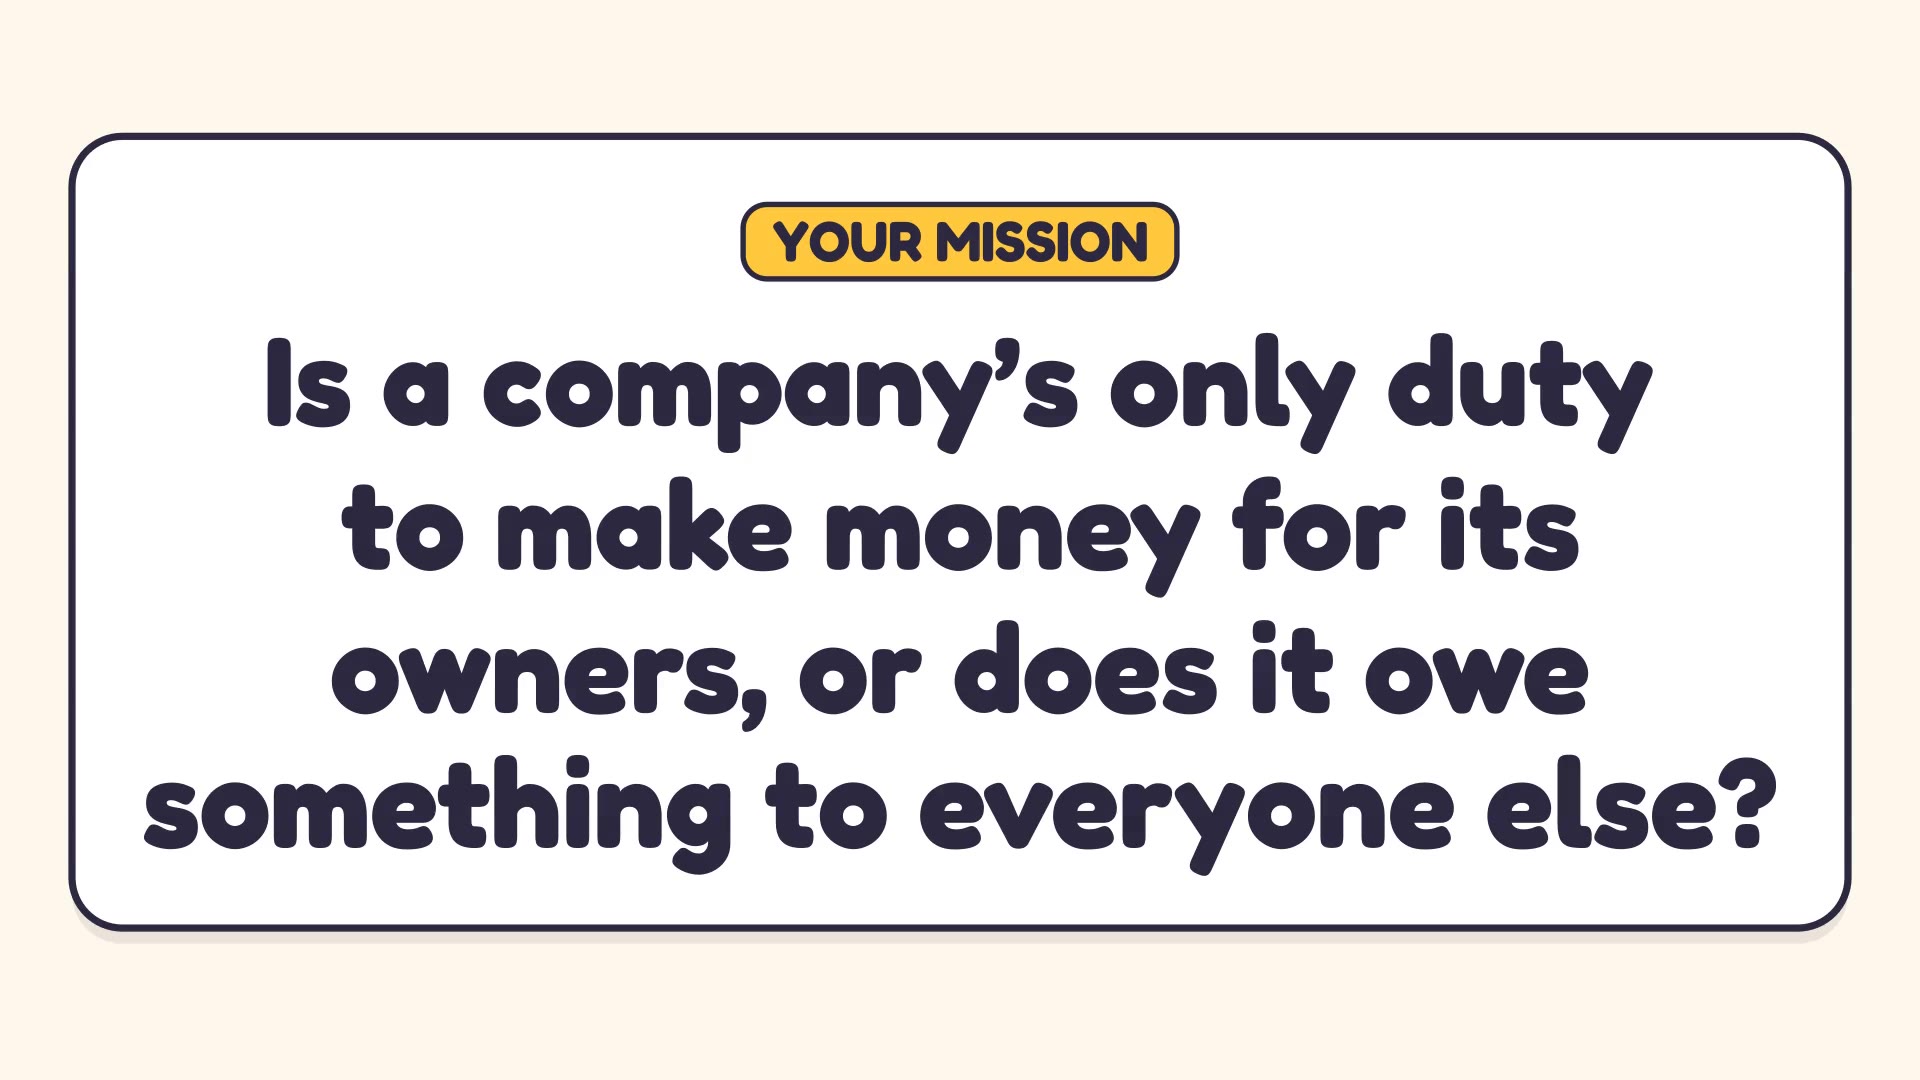 YOUR MISSION
Is a company’s only duty
to make money for its
owners, or does it owe
something to everyone else?